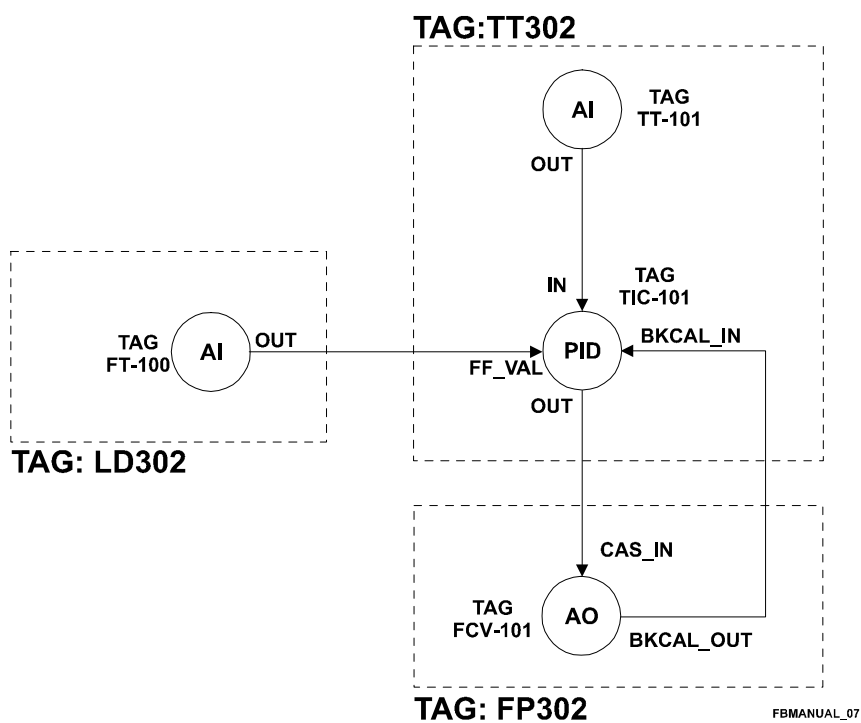 TAG:TT302
AI
TAG
TT-101
OUT
IN
TAG
TIC-101
TAG
FT-100
AI
OUT
FF_VAL
PID
BKCAL_IN
OUT
TAG: LD302
CAS_IN
TAG
FCV-101
AO
BKCAL_OUT
TAG: FP302
FBMANUAL_07